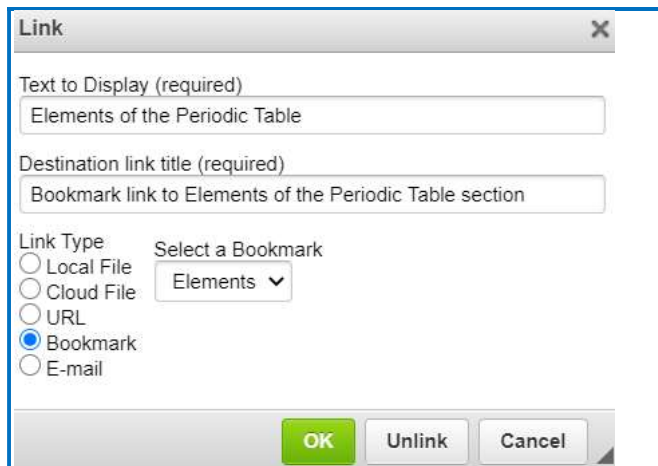 Link
Text to Display (required)
Elements of the Periodic Table
Destination link title (required)
Bookmark link to Elements of the Periodic Table section
Link Type
Local File
Cloud File
URL
Bookmark
E-mail
Select a Bookmark
Elements
OK Unlink Cancel